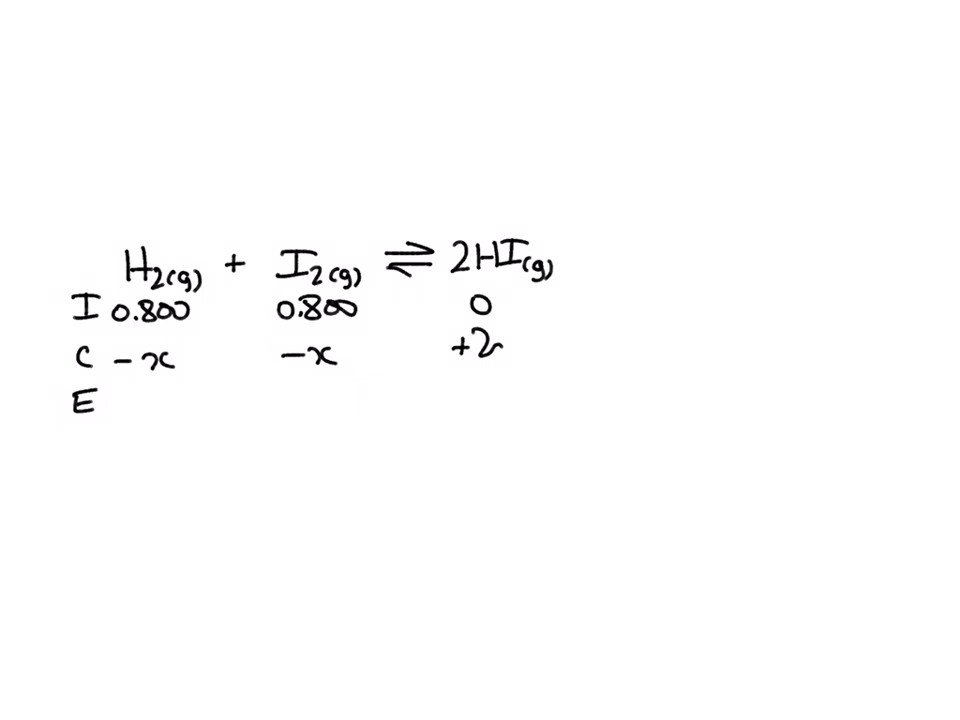 H₂(g) + I₂(g) ⇌ 2HI(g)
I 0.800 0.800 0
C -x -x +2
E